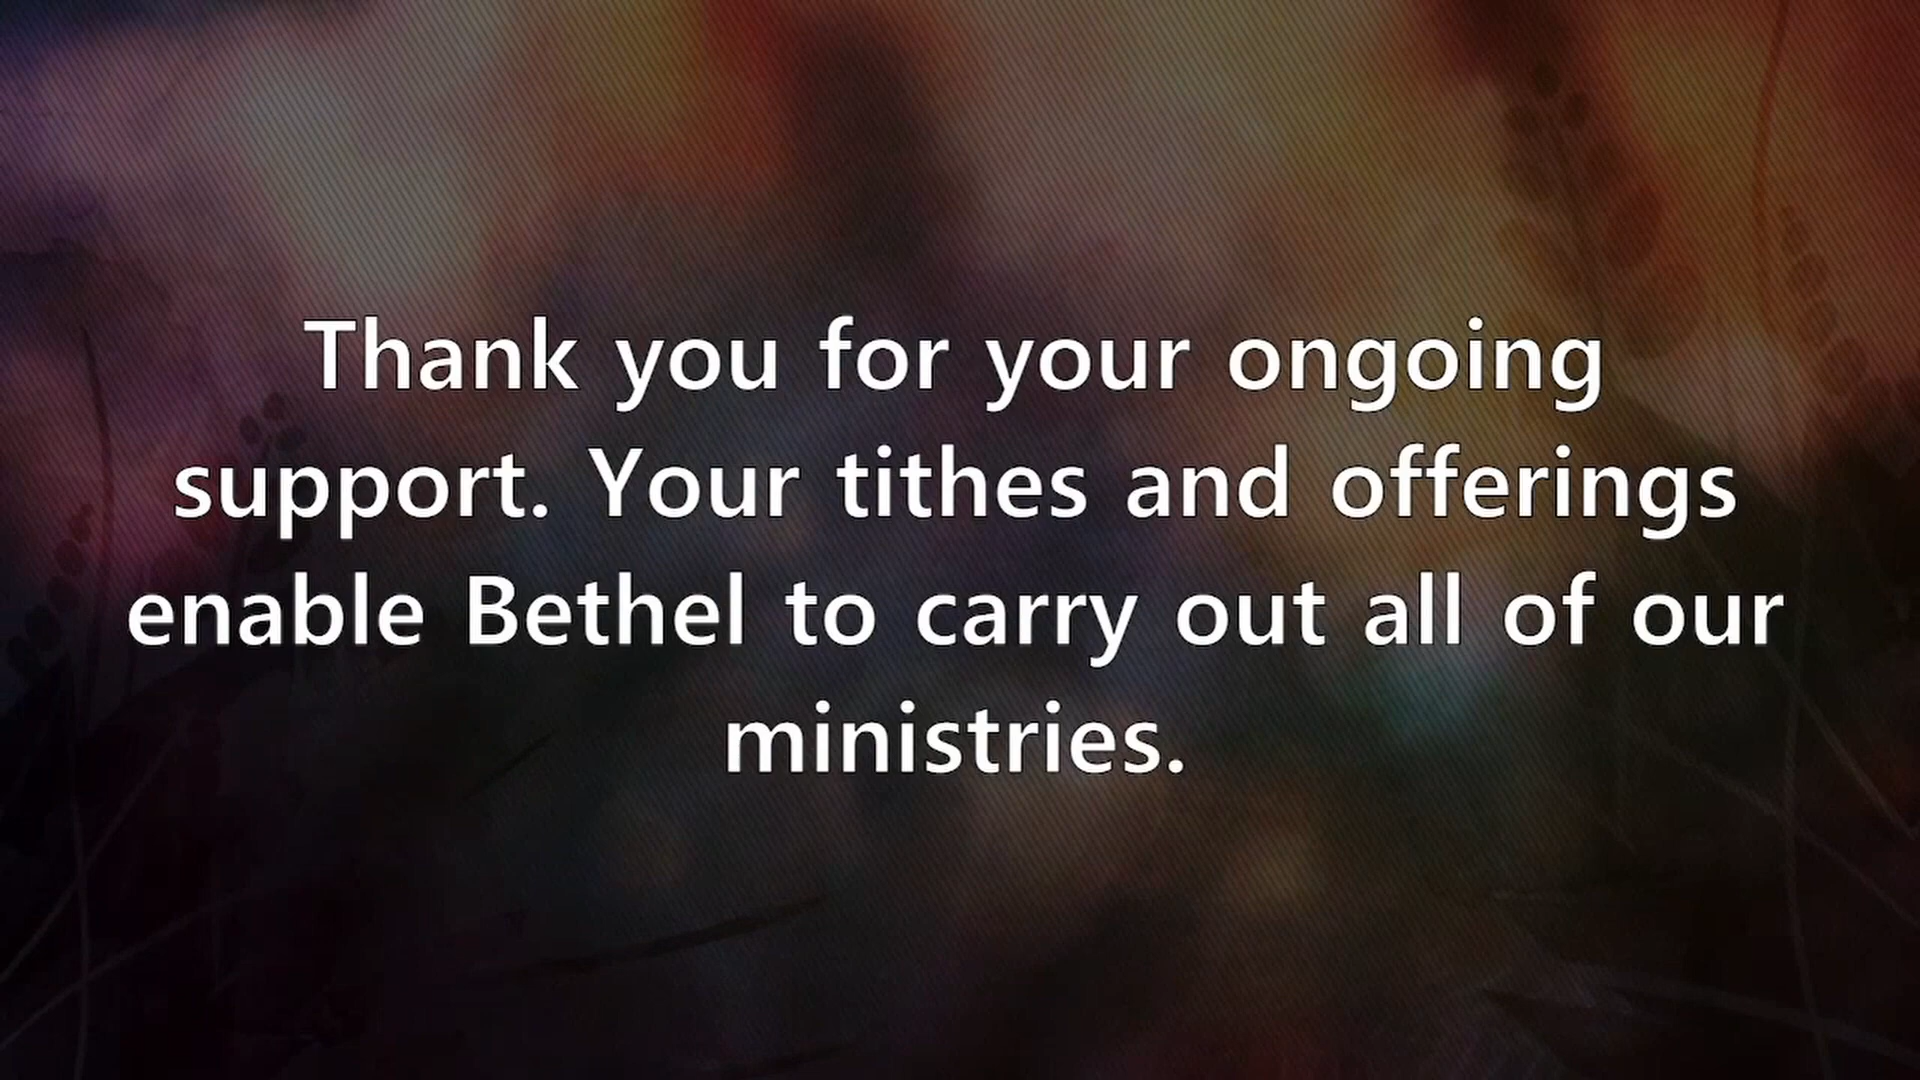 Thank you for your ongoing
support. Your tithes and offerings
enable Bethel to carry out all of our
ministries.